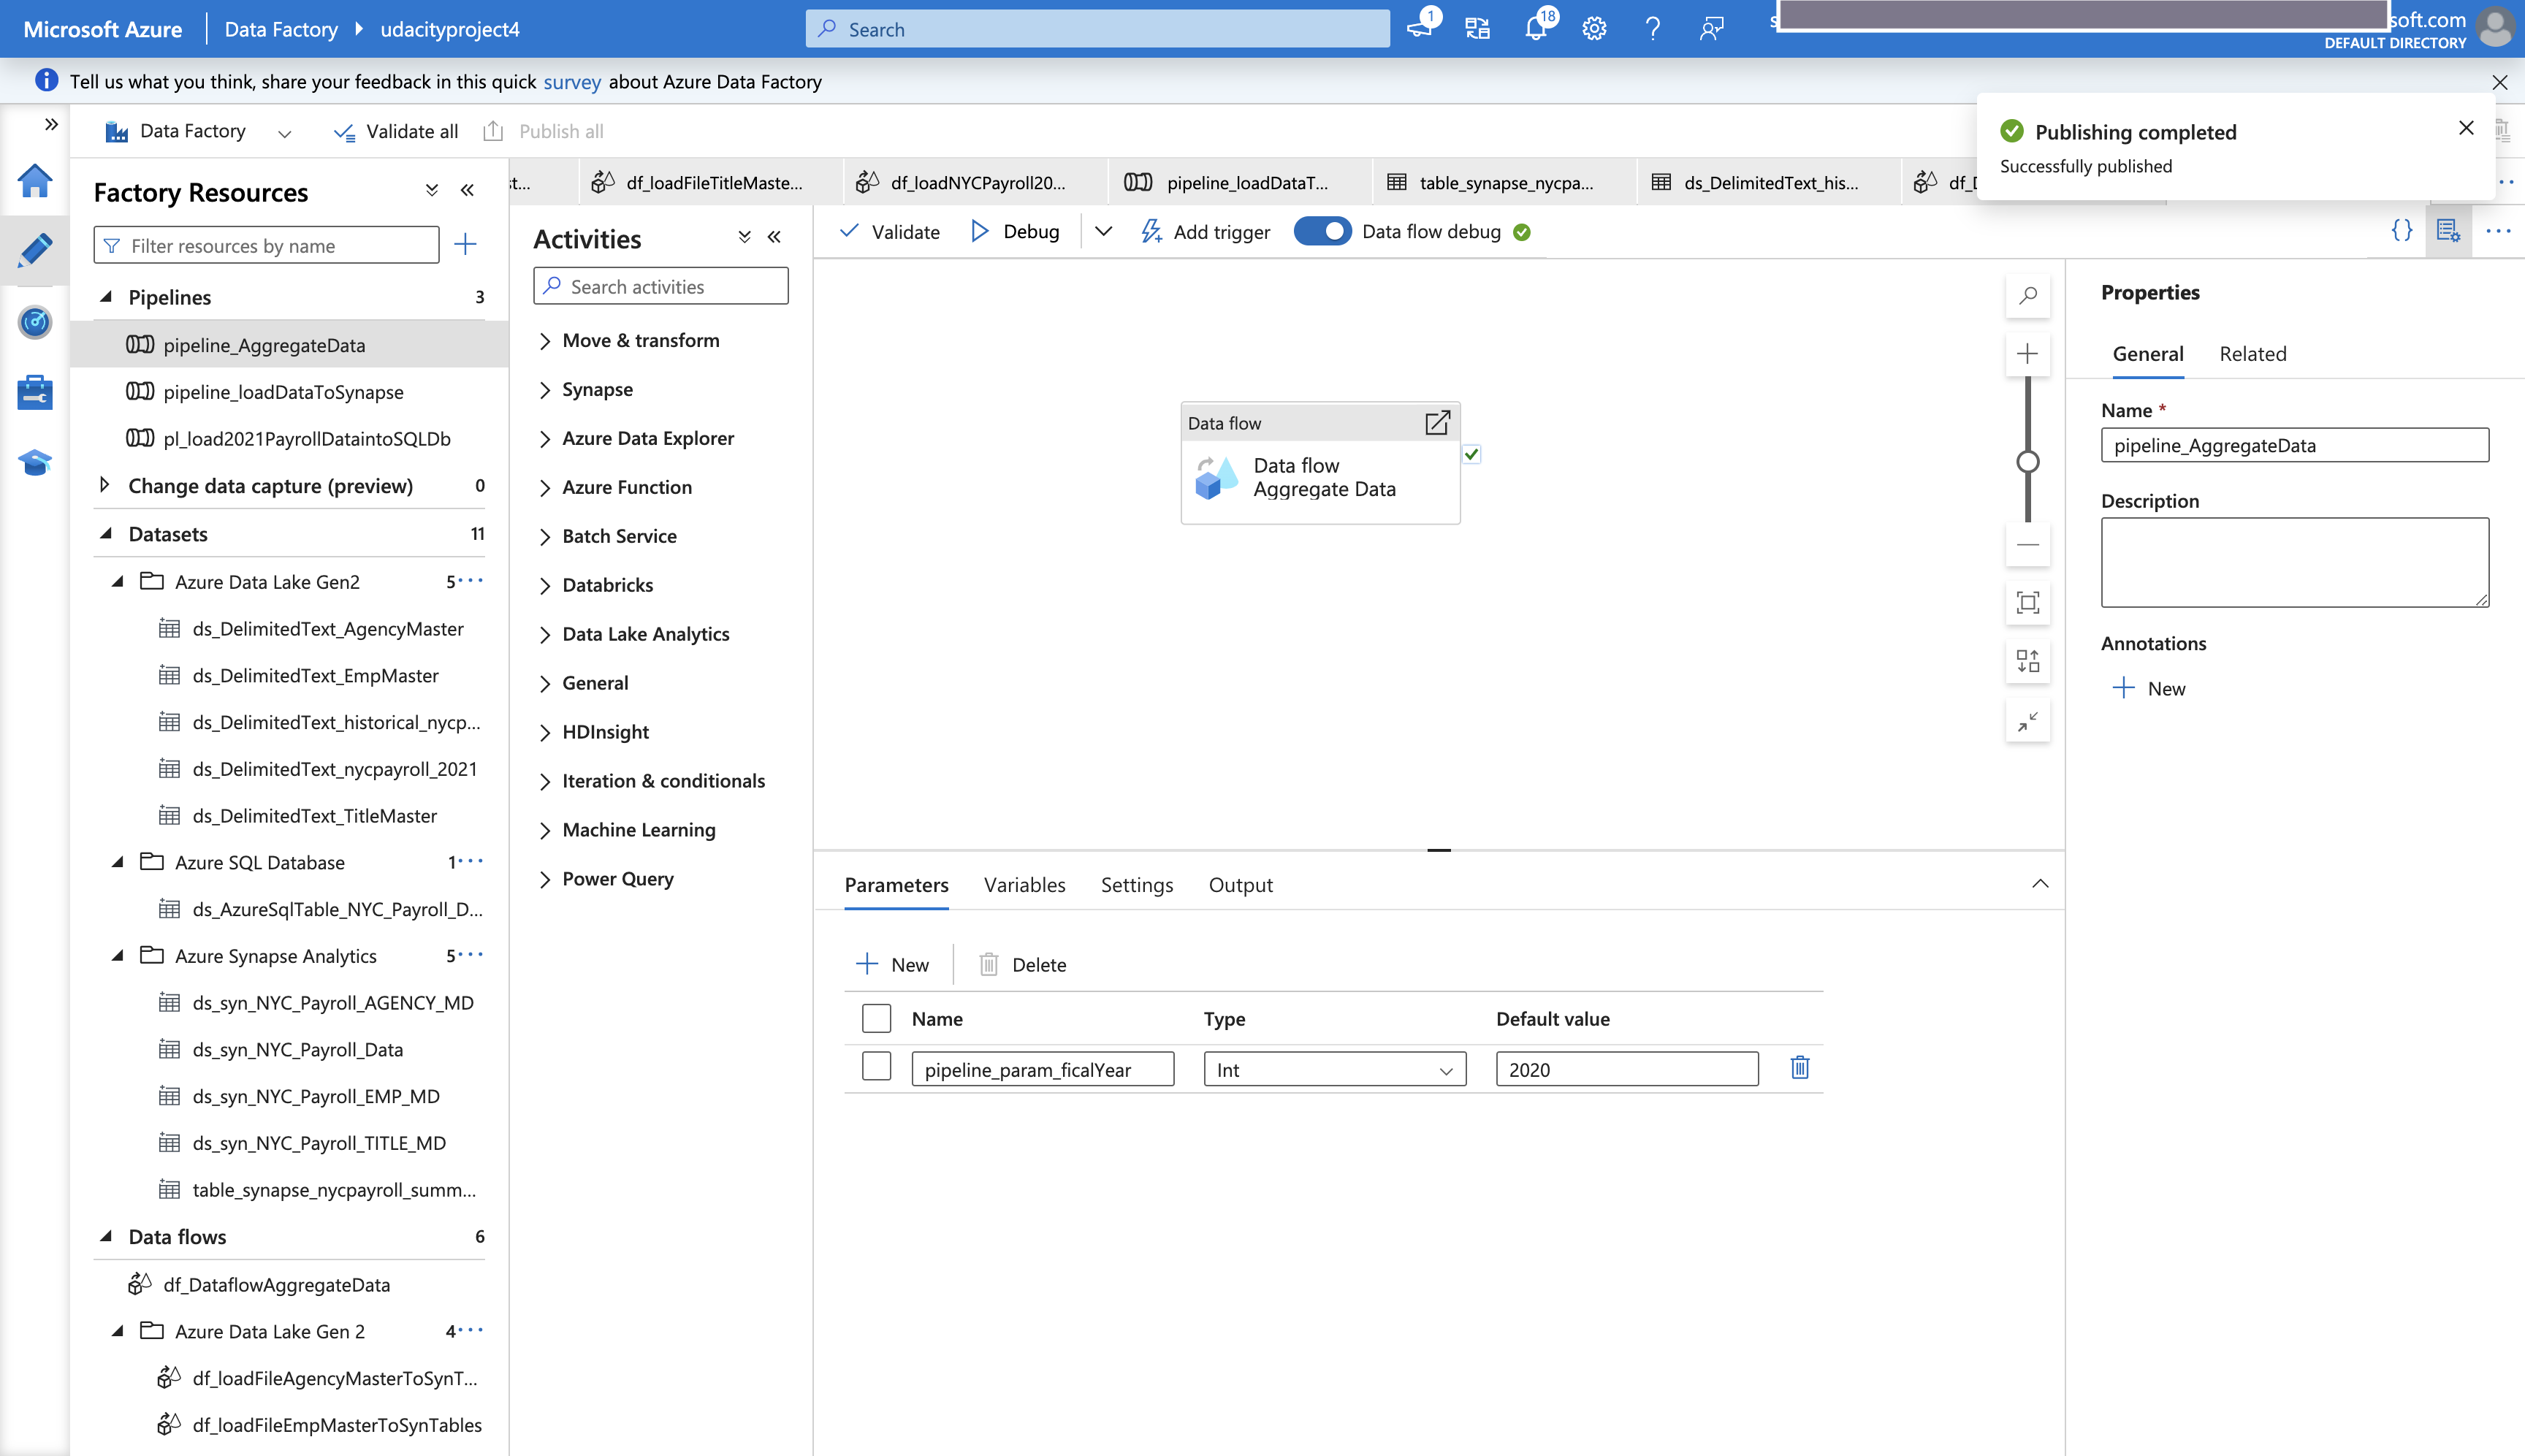 Microsoft Azure
Data Factory
udacityproject4
Search
1
18
soft.com
DEFAULT DIRECTORY
Tell us what you think, share your feedback in this quick survey about Azure Data Factory
Data Factory
Validate all
Publish all
Publishing completed
Successfully published
Factory Resources
Filter resources by name
Pipelines 3
pipeline_AggregateData
pipeline_loadDataToSynapse
pl_load2021PayrollDataintoSQLDb
Change data capture (preview) 0
Datasets 11
Azure Data Lake Gen2 5
ds_DelimitedText_AgencyMaster
ds_DelimitedText_EmpMaster
ds_DelimitedText_historical_nycp...
ds_DelimitedText_nycpayroll_2021
ds_DelimitedText_TitleMaster
Azure SQL Database 1
ds_AzureSqlTable_NYC_Payroll_D...
Azure Synapse Analytics 5
ds_syn_NYC_Payroll_AGENCY_MD
ds_syn_NYC_Payroll_Data
ds_syn_NYC_Payroll_EMP_MD
ds_syn_NYC_Payroll_TITLE_MD
table_synapse_nycpayroll_summ...
Data flows 6
df_DataflowAggregateData
Azure Data Lake Gen 2 4
df_loadFileAgencyMasterToSynT...
df_loadFileEmpMasterToSynTables
st...
df_loadFileTitleMaste...
df_loadNYCPayroll20...
pipeline_loadDataT...
table_synapse_nycpa...
ds_DelimitedText_his...
Activities
Search activities
Move & transform
Synapse
Azure Data Explorer
Azure Function
Batch Service
Databricks
Data Lake Analytics
General
HDInsight
Iteration & conditionals
Machine Learning
Power Query
Validate
Debug
Add trigger
Data flow debug
Data flow
Data flow
Aggregate Data
Parameters
Variables
Settings
Output
New
Delete
Name Type Default value
pipeline_param_ficalYear Int 2020
Properties
General Related
Name *
pipeline_AggregateData
Description
Annotations
New